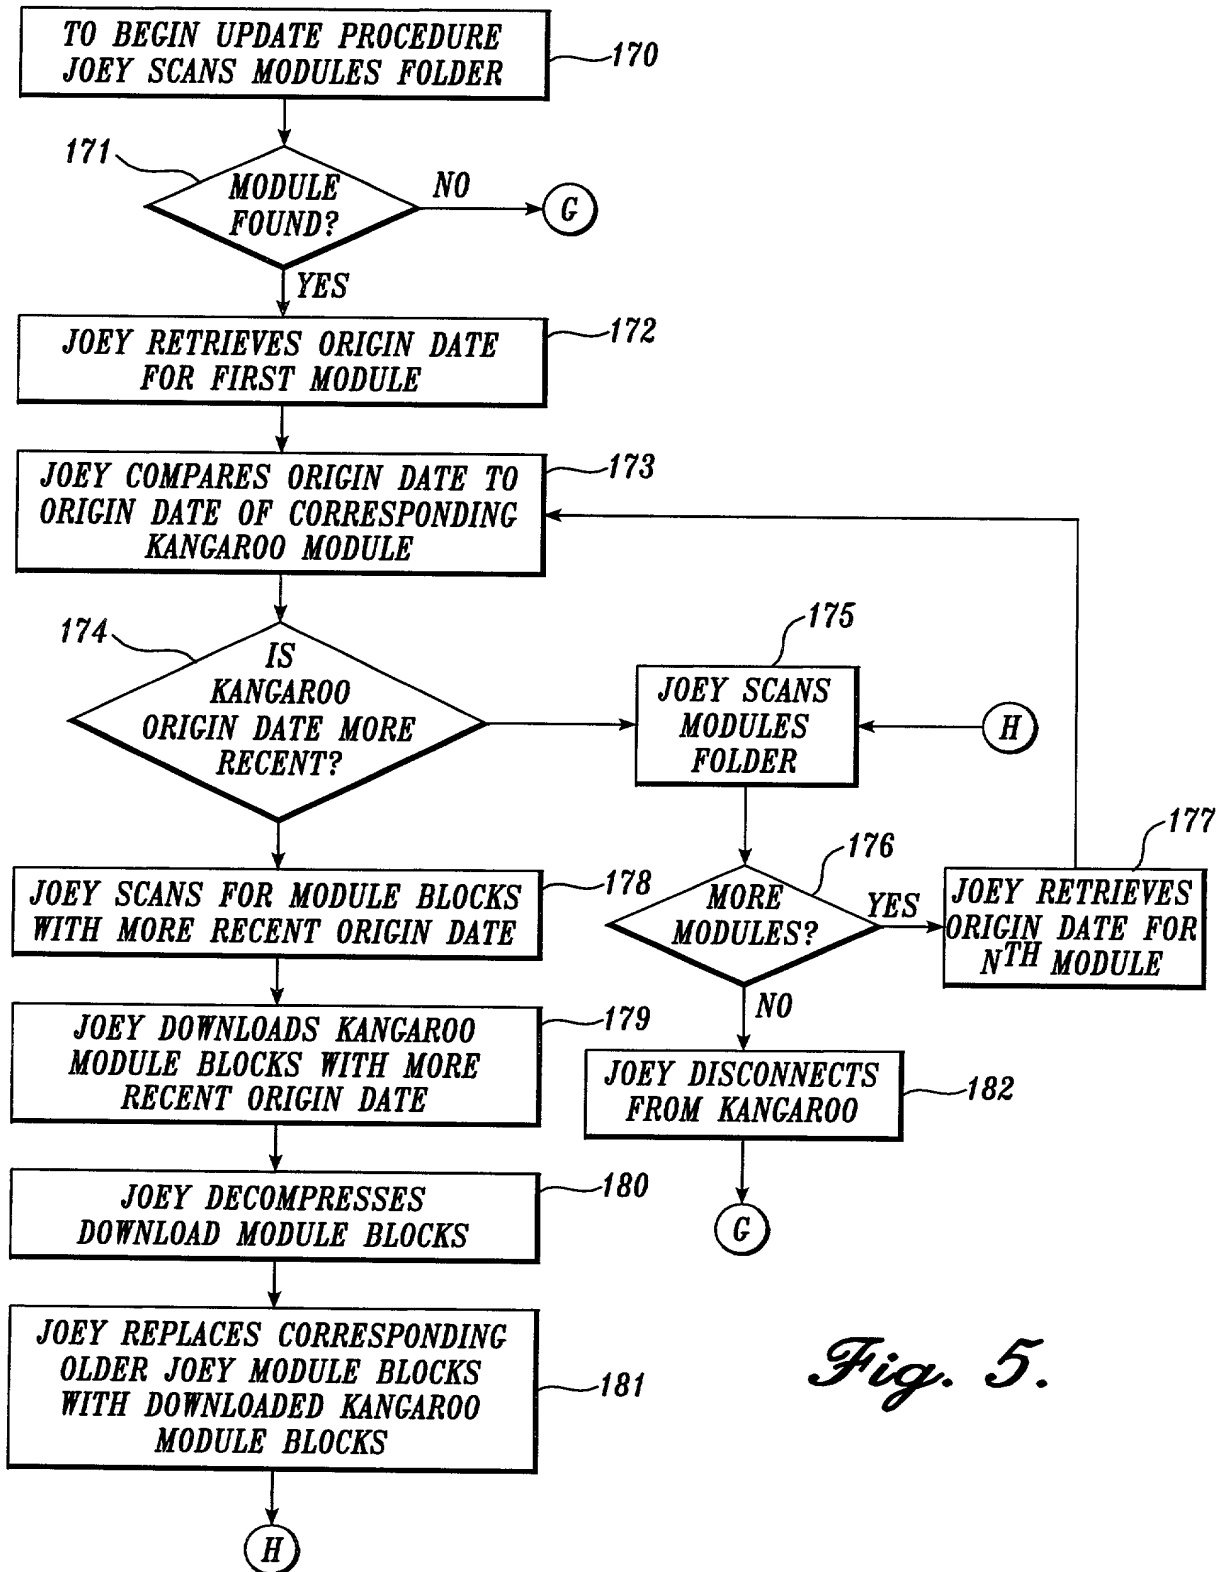 TO BEGIN UPDATE PROCEDURE
JOEY SCANS MODULES FOLDER
170
171
MODULE
FOUND?
NO
G
YES
JOEY RETRIEVES ORIGIN DATE
FOR FIRST MODULE
172
JOEY COMPARES ORIGIN DATE TO
ORIGIN DATE OF CORRESPONDING
KANGAROO MODULE
173
174
IS
KANGAROO
ORIGIN DATE MORE
RECENT?
175
JOEY SCANS
MODULES
FOLDER
H
176
MORE
MODULES?
YES
177
JOEY RETRIEVES
ORIGIN DATE FOR
NTH MODULE
NO
JOEY DISCONNECTS
FROM KANGAROO
182
G
JOEY SCANS FOR MODULE BLOCKS
WITH MORE RECENT ORIGIN DATE
178
JOEY DOWNLOADS KANGAROO
MODULE BLOCKS WITH MORE
RECENT ORIGIN DATE
179
JOEY DECOMPRESSES
DOWNLOAD MODULE BLOCKS
180
JOEY REPLACES CORRESPONDING
OLDER JOEY MODULE BLOCKS
WITH DOWNLOADED KANGAROO
MODULE BLOCKS
181
H
Fig. 5.